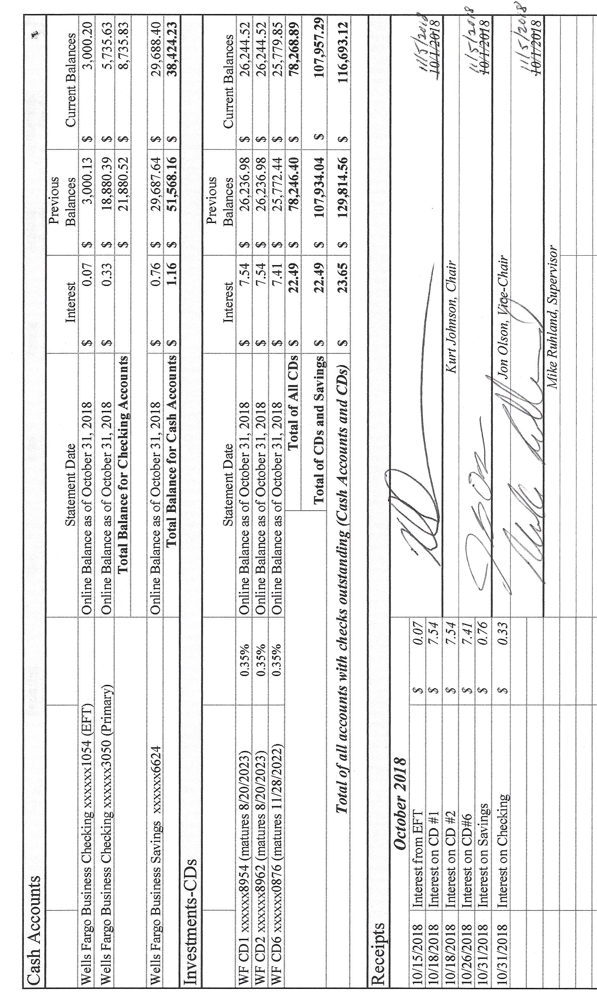 Cash Accounts
Statement Date Interest Previous Balances Current Balances
Wells Fargo Business Checking xxxxxx1054 (EFT) Online Balance as of October 31, 2018 $ 0.07 $ 3,000.13 $ 3,000.20
Wells Fargo Business Checking xxxxxx3050 (Primary) Online Balance as of October 31, 2018 $ 0.33 $ 18,880.39 $ 5,735.63
Total Balance for Checking Accounts $ 21,880.52 $ 8,735.83
Wells Fargo Business Savings xxxxxx6624 Online Balance as of October 31, 2018 $ 0.76 $ 29,687.64 $ 29,688.40
Total Balance for Cash Accounts $ 1.16 $ 51,568.16 $ 38,424.23
Investments-CDs
Statement Date Interest Previous Balances Current Balances
WF CD1 xxxxxx8954 (matures 8/20/2023) 0.35% Online Balance as of October 31, 2018 $ 7.54 $ 26,236.98 $ 26,244.52
WF CD2 xxxxxx8962 (matures 8/20/2023) 0.35% Online Balance as of October 31, 2018 $ 7.54 $ 26,236.98 $ 26,244.52
WF CD6 xxxxxx0876 (matures 11/28/2022) 0.35% Online Balance as of October 31, 2018 $ 7.41 $ 25,772.44 $ 25,779.85
Total of All CDs $ 22.49 $ 78,246.40 $ 78,268.89
Total of CDs and Savings $ 22.49 $ 107,934.04 $ 107,957.29
Total of all accounts with checks outstanding (Cash Accounts and CDs) $ 23.65 $ 129,814.56 $ 116,693.12
Receipts
October 2018
11/5/2018
10/15/2018 Interest from EFT $ 0.07
10/18/2018 Interest on CD #1 $ 7.54 10/1/2018
10/18/2018 Interest on CD #2 $ 7.54 Kurt Johnson, Chair
11/5/2018
10/26/2018 Interest on CD#6 $ 7.41
10/31/2018 Interest on Savings $ 0.76 10/1/2018
10/31/2018 Interest on Checking $ 0.33 Jon Olson, Vice-Chair
11/5/2018
10/1/2018
Mike Ruhland, Supervisor